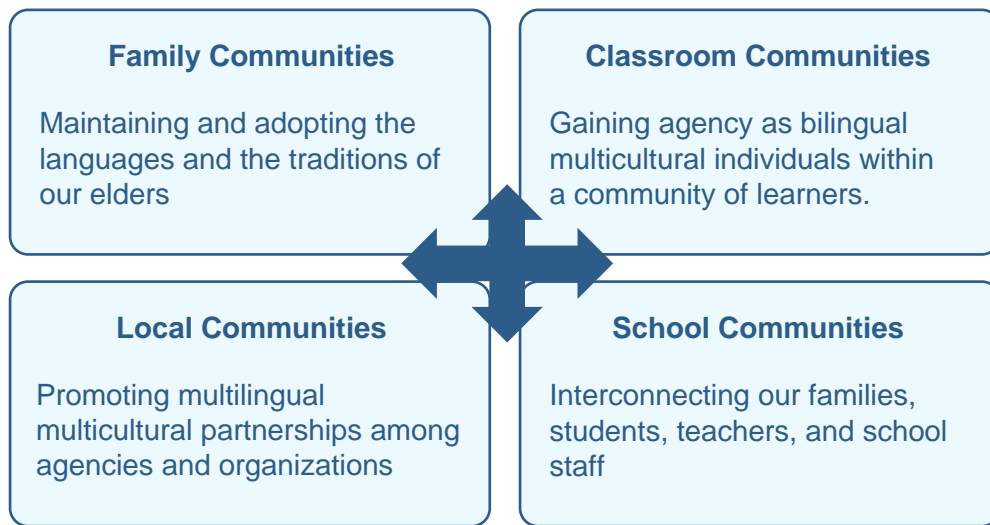 Family Communities
Maintaining and adopting the
languages and the traditions of
our elders
Classroom Communities
Gaining agency as bilingual
multicultural individuals within
a community of learners.
Local Communities
Promoting multilingual
multicultural partnerships among
agencies and organizations
School Communities
Interconnecting our families,
students, teachers, and school
staff